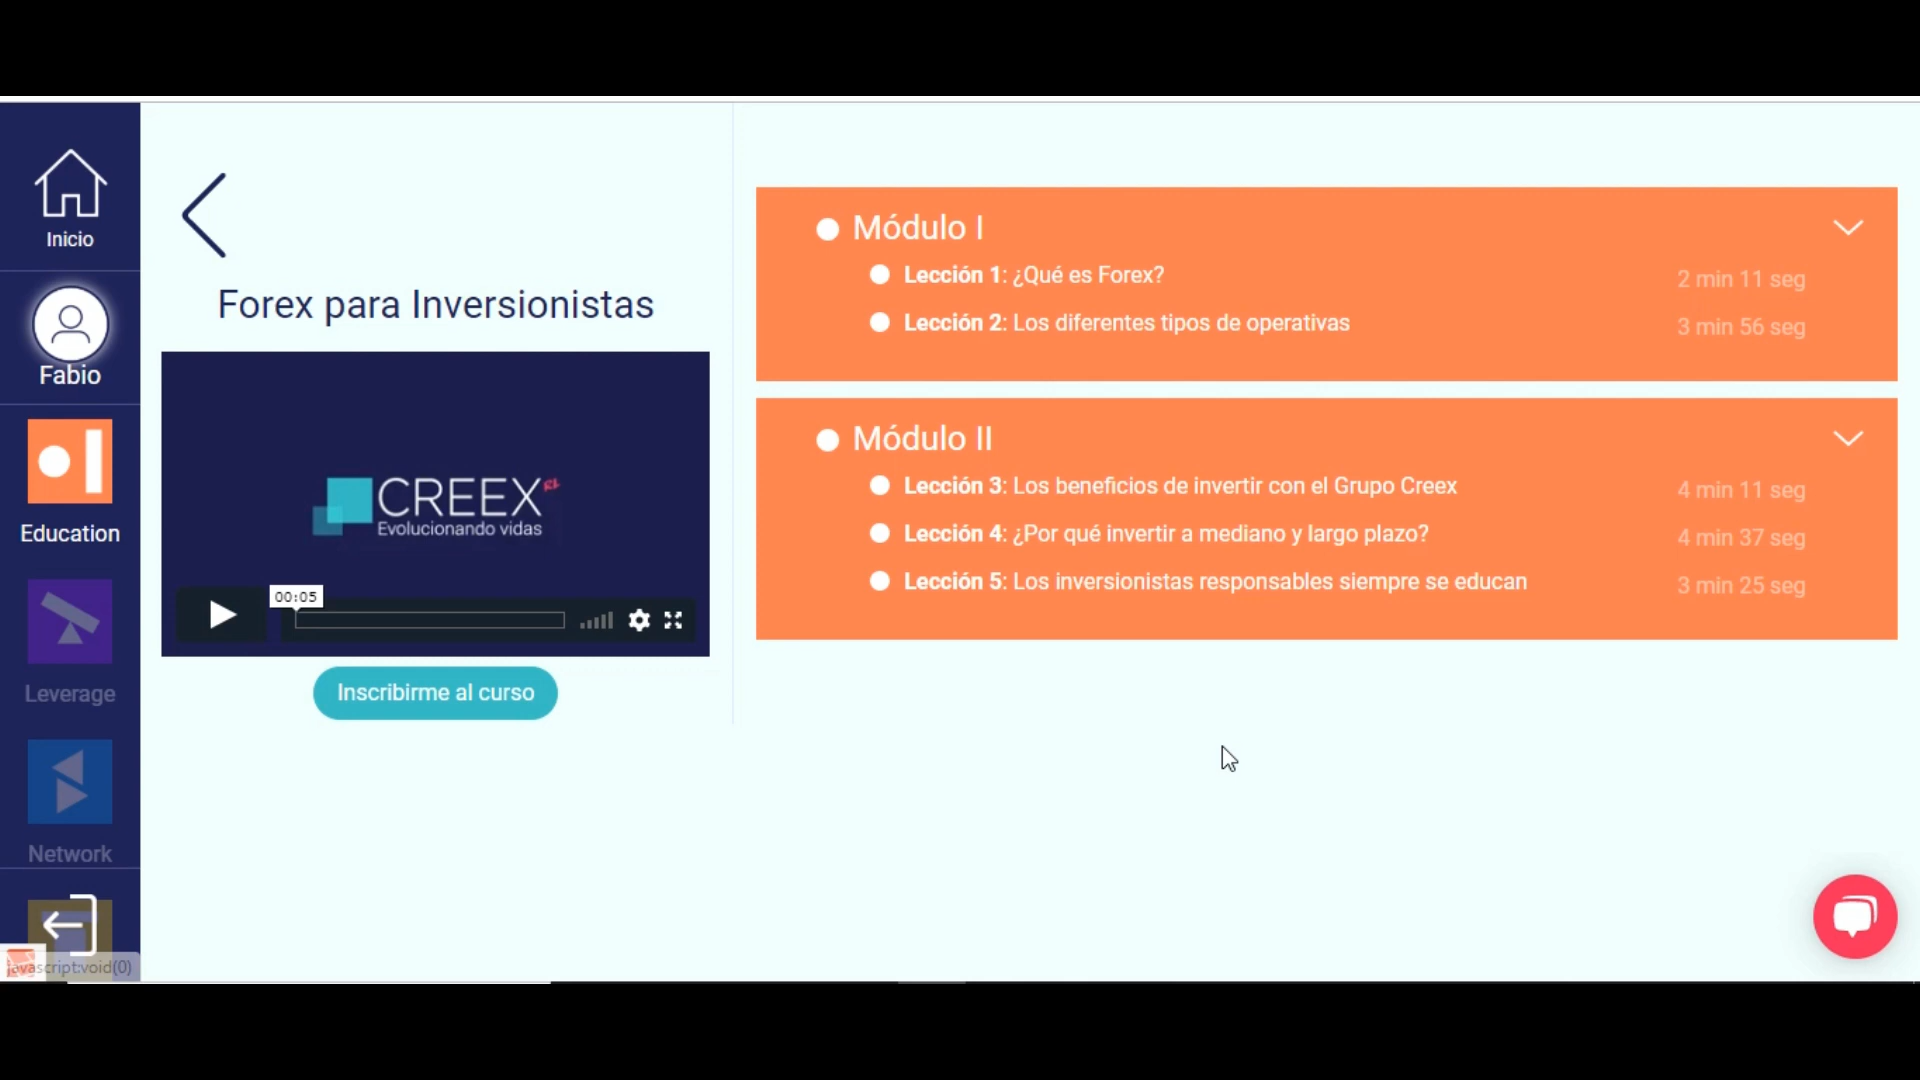 Inicio
Fabio
Education
Leverage
Network
javascript:void(0)
Forex para Inversionistas
CREEX
Evolucionando vidas
00:05
Inscribirme al curso
Módulo I
Lección 1: ¿Qué es Forex? 2 min 11 seg
Lección 2: Los diferentes tipos de operativas 3 min 56 seg
Módulo II
Lección 3: Los beneficios de invertir con el Grupo Creex 4 min 11 seg
Lección 4: ¿Por qué invertir a mediano y largo plazo? 4 min 37 seg
Lección 5: Los inversionistas responsables siempre se educan 3 min 25 seg